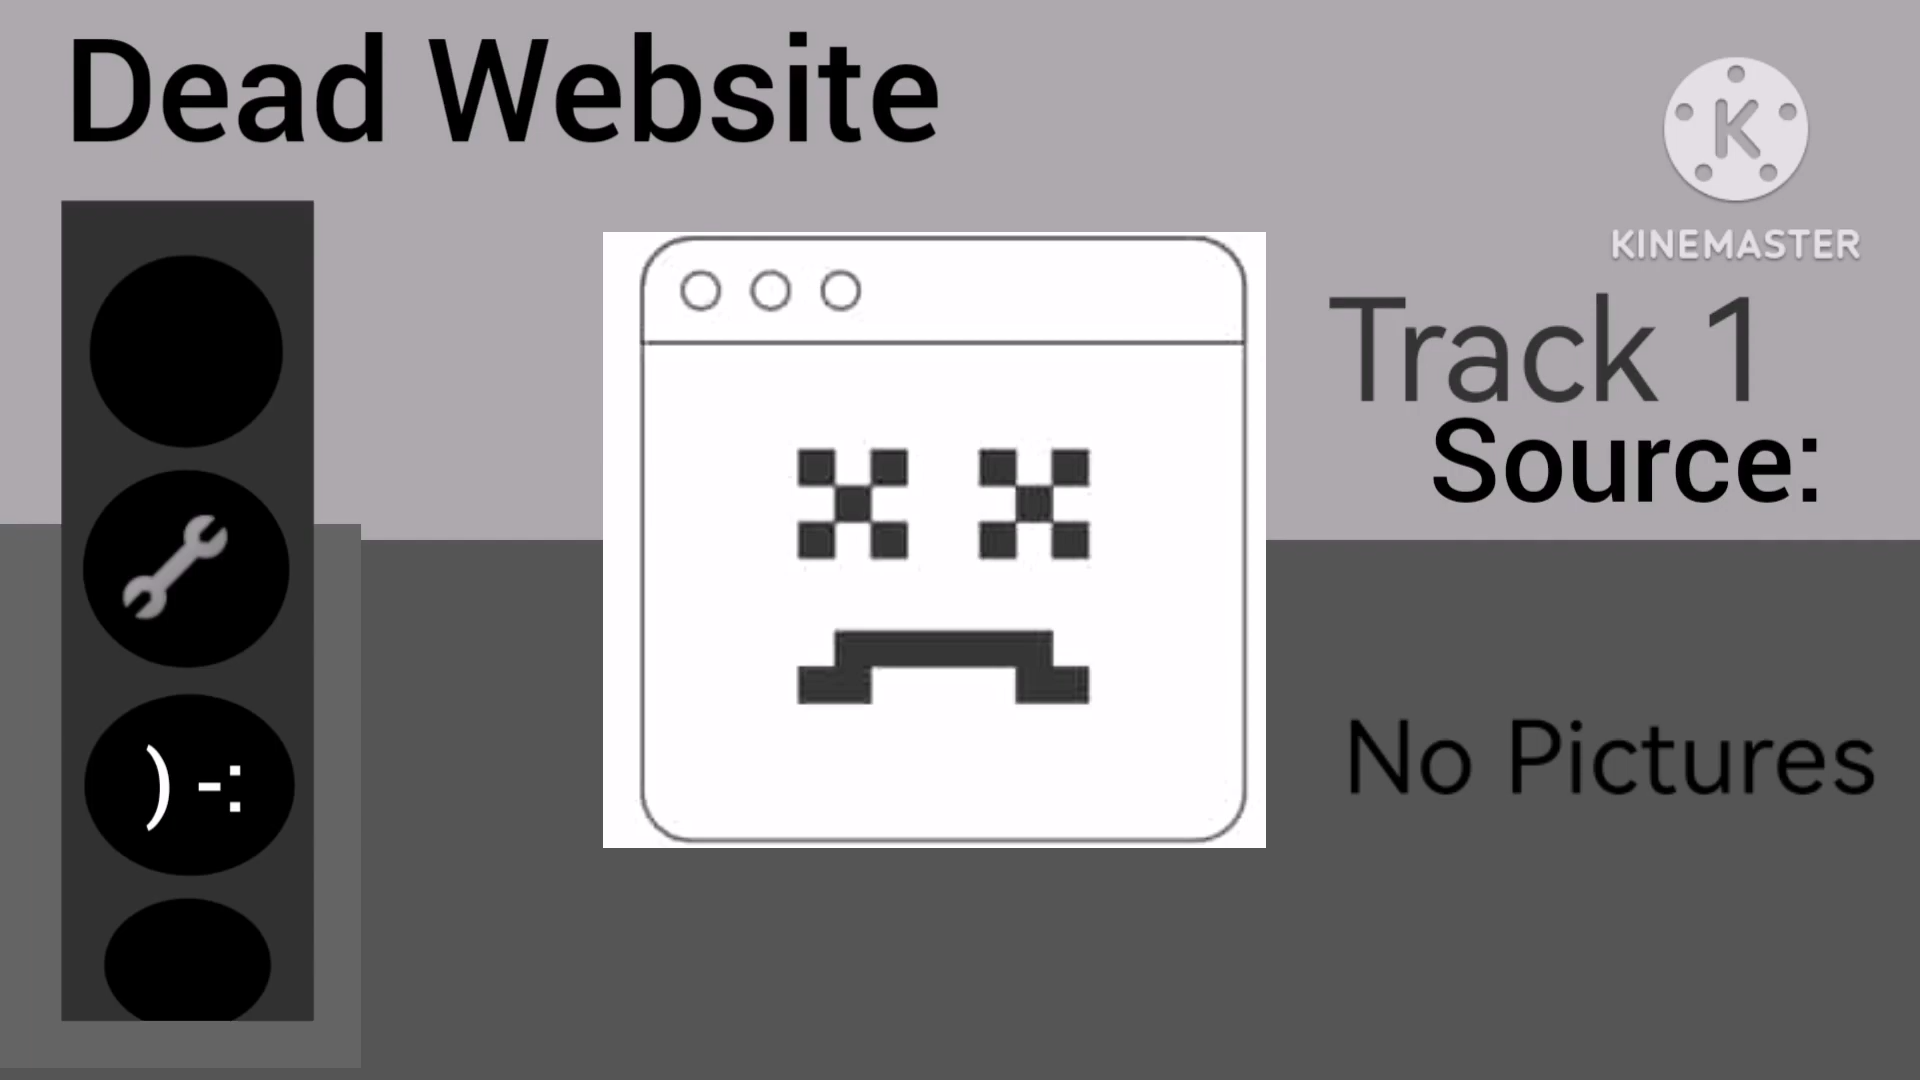 Dead Website
K
KINEMASTER
Track 1
Source:
) -:
No Pictures